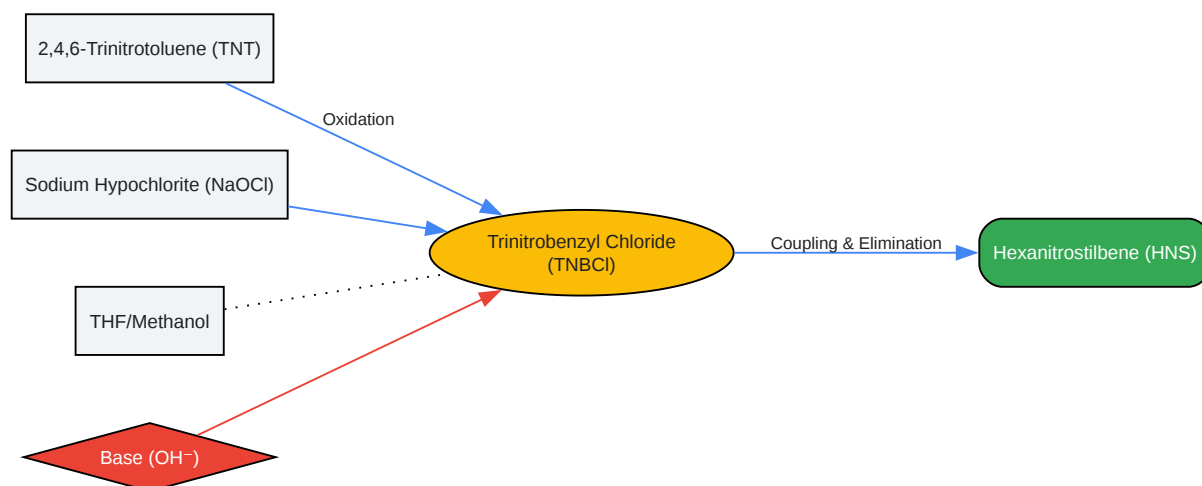 2,4,6-Trinitrotoluene (TNT)
Oxidation
Sodium Hypochlorite (NaOCl)
Trinitrobenzyl Chloride
(TNBCl)
Coupling & Elimination
Hexanitrostilbene (HNS)
THF/Methanol
Base (OH⁻)